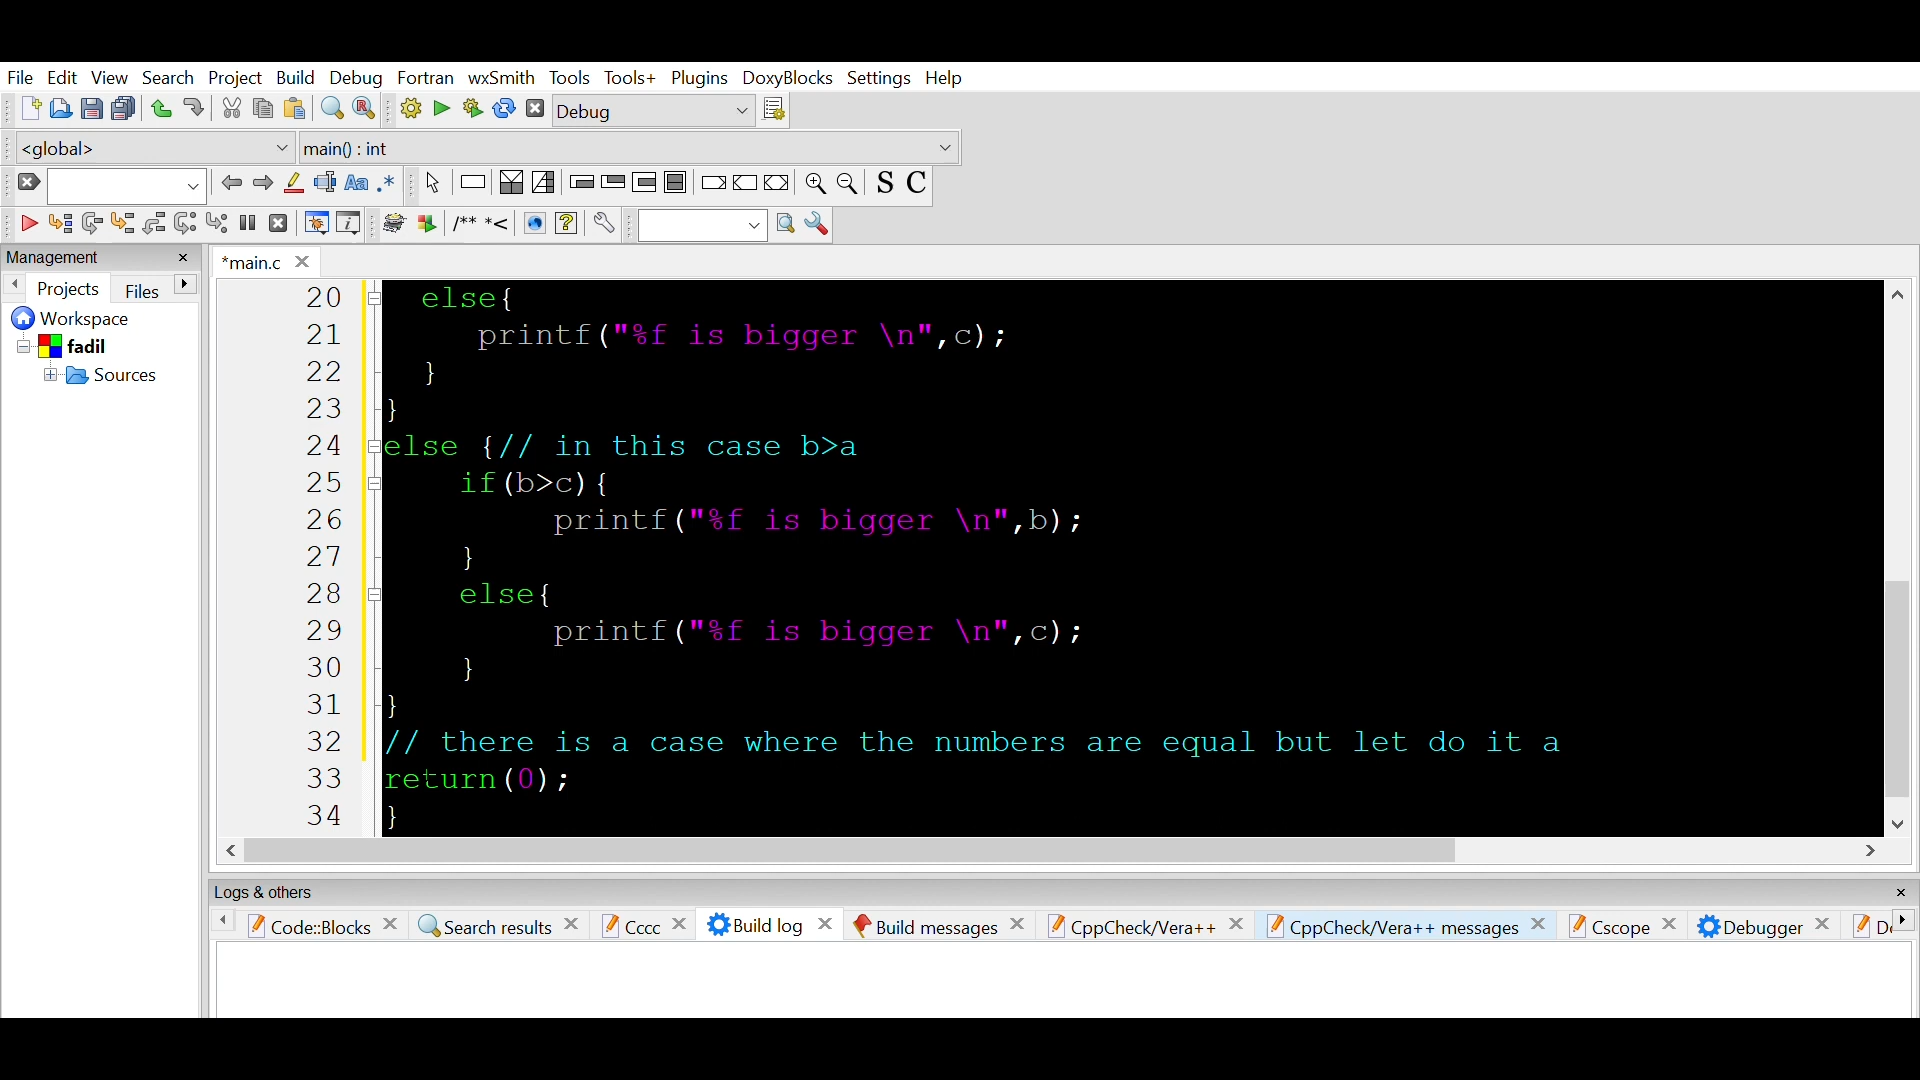 File Edit View Search Project Build Debug Fortran wxSmith Tools Tools+ Plugins DoxyBlocks Settings Help
Debug
<global> main() : int
Aa .* S C
/** *<
Management
*main.c
Projects Files
Workspace
fadil
Sources
20 else{
21 printf("%f is bigger \n",c);
22 }
23 }
24 else {// in this case b>a
25 if(b>c){
26 printf("%f is bigger \n",b);
27 }
28 else{
29 printf("%f is bigger \n",c);
30 }
31 }
32 // there is a case where the numbers are equal but let do it a
33 return(0);
34 }
Logs & others
Code::Blocks Search results Cccc Build log Build messages CppCheck/Vera++ CppCheck/Vera++ messages Cscope Debugger